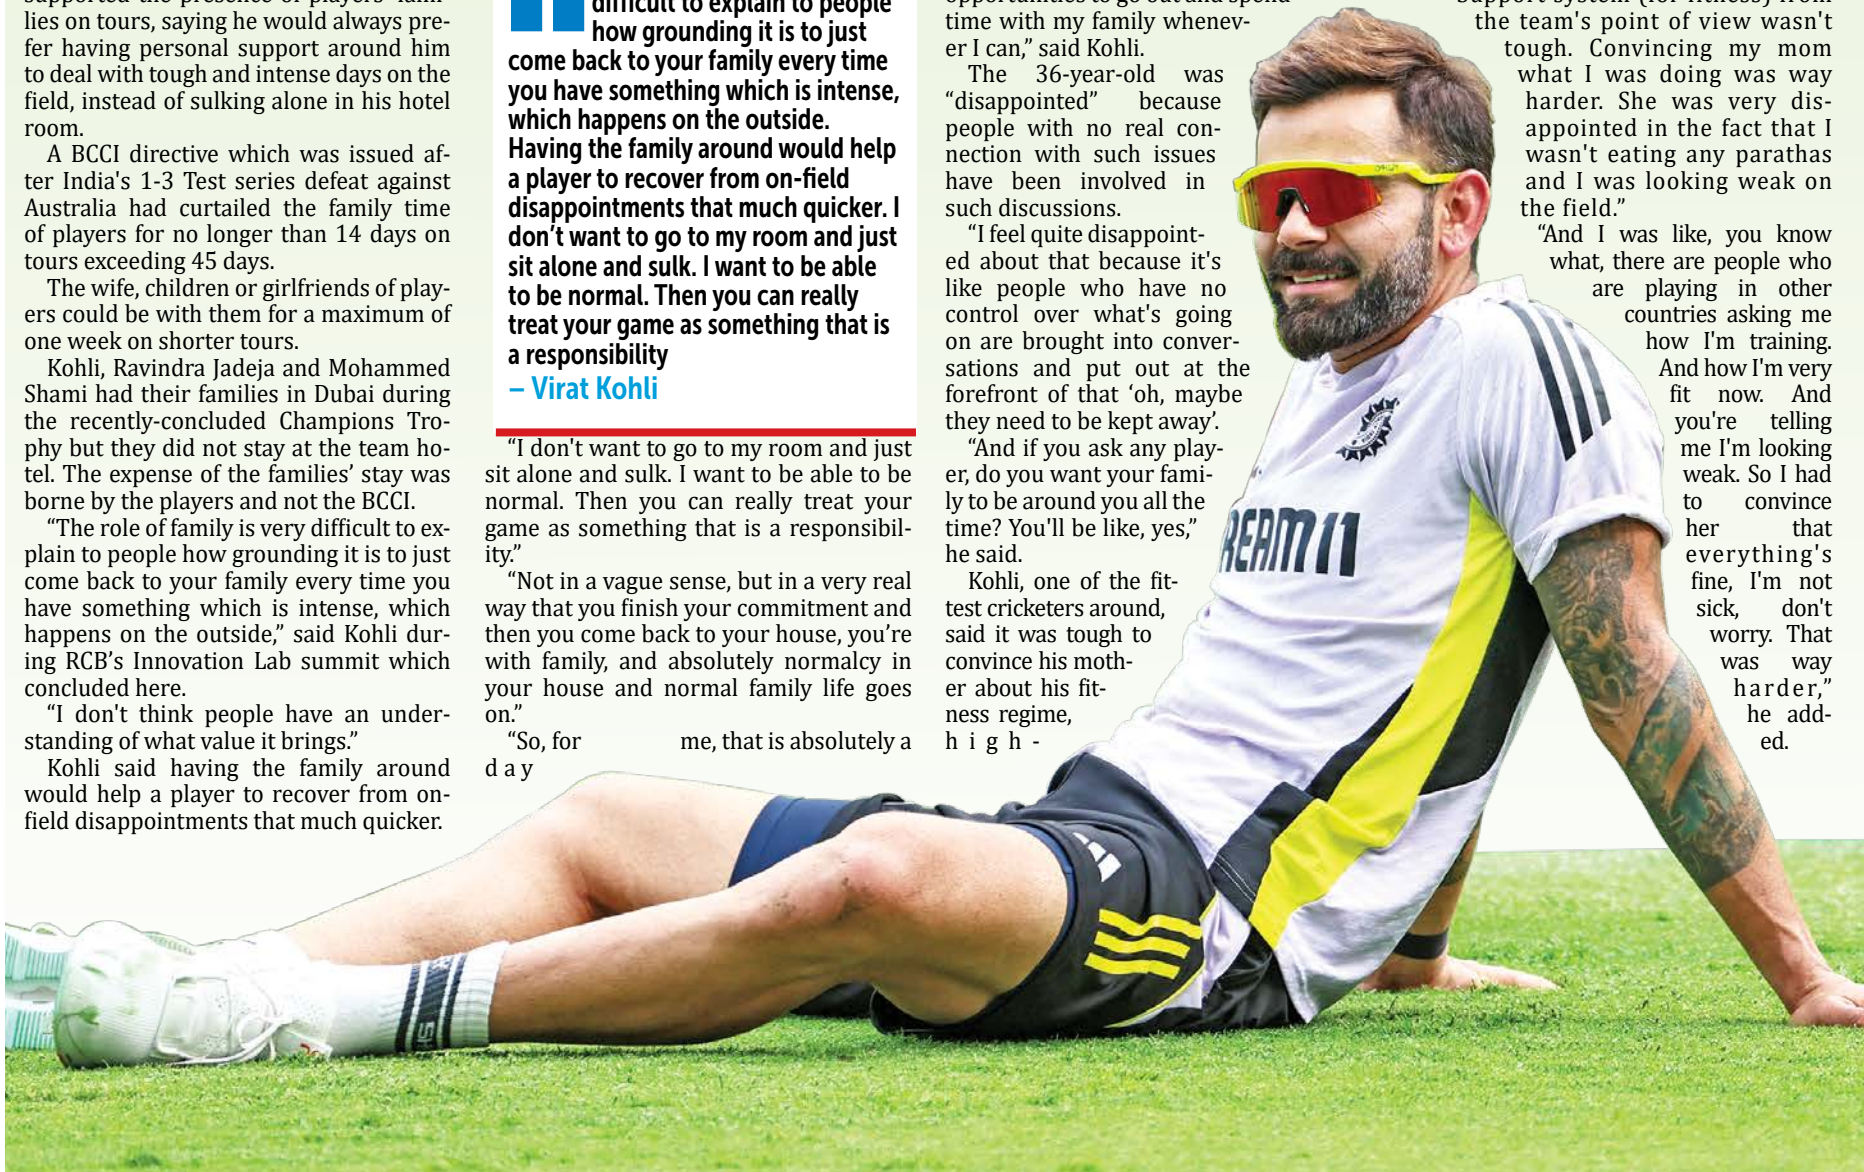 supported the presence of players' fami-
lies on tours, saying he would always pre-
fer having personal support around him
to deal with tough and intense days on the
field, instead of sulking alone in his hotel
room.
A BCCI directive which was issued af-
ter India's 1-3 Test series defeat against
Australia had curtailed the family time
of players for no longer than 14 days on
tours exceeding 45 days.
The wife, children or girlfriends of play-
ers could be with them for a maximum of
one week on shorter tours.
Kohli, Ravindra Jadeja and Mohammed
Shami had their families in Dubai during
the recently-concluded Champions Tro-
phy but they did not stay at the team ho-
tel. The expense of the families’ stay was
borne by the players and not the BCCI.
“The role of family is very difficult to ex-
plain to people how grounding it is to just
come back to your family every time you
have something which is intense, which
happens on the outside,” said Kohli dur-
ing RCB’s Innovation Lab summit which
concluded here.
“I don't think people have an under-
standing of what value it brings.”
Kohli said having the family around
would help a player to recover from on-
field disappointments that much quicker.
difficult to explain to people
how grounding it is to just
come back to your family every time
you have something which is intense,
which happens on the outside.
Having the family around would help
a player to recover from on-field
disappointments that much quicker. I
don’t want to go to my room and just
sit alone and sulk. I want to be able
to be normal. Then you can really
treat your game as something that is
a responsibility
– Virat Kohli
“I don't want to go to my room and just
sit alone and sulk. I want to be able to be
normal. Then you can really treat your
game as something that is a responsibil-
ity.”
“Not in a vague sense, but in a very real
way that you finish your commitment and
then you come back to your house, you’re
with family, and absolutely normalcy in
your house and normal family life goes
on.”
“So, for me, that is absolutely a
day
opportunities to go out and spend
time with my family whenev-
er I can,” said Kohli.
The 36-year-old was
“disappointed” because
people with no real con-
nection with such issues
have been involved in
such discussions.
“I feel quite disappoint-
ed about that because it's
like people who have no
control over what's going
on are brought into conver-
sations and put out at the
forefront of that ‘oh, maybe
they need to be kept away’.
“And if you ask any play-
er, do you want your fami-
ly to be around you all the
time? You'll be like, yes,”
he said.
Kohli, one of the fit-
test cricketers around,
said it was tough to
convince his moth-
er about his fit-
ness regime,
high-
support system (for fitness) from
the team's point of view wasn't
tough. Convincing my mom
what I was doing was way
harder. She was very dis-
appointed in the fact that I
wasn't eating any parathas
and I was looking weak on
the field.”
“And I was like, you know
what, there are people who
are playing in other
countries asking me
how I'm training.
And how I'm very
fit now. And
you're telling
me I'm looking
weak. So I had
to convince
her that
everything's
fine, I'm not
sick, don't
worry. That
was way
harder,”
he add-
ed.
REAM11